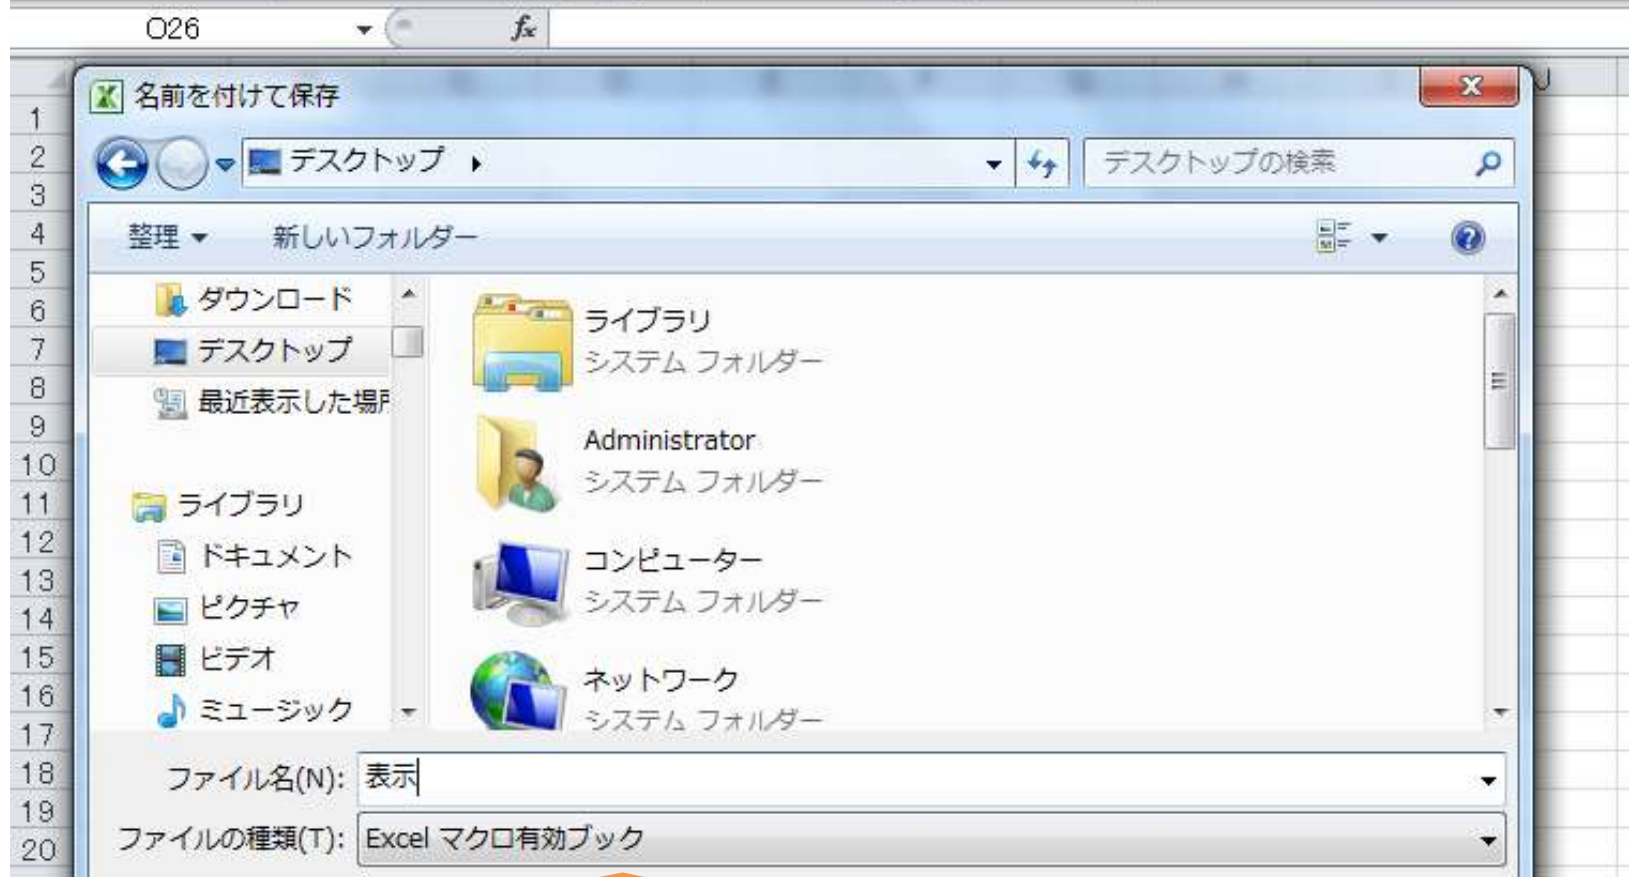 O26
fx
J
名前を付けて保存
デスクトップ
デスクトップの検索
整理
新しいフォルダー
ダウンロード
デスクトップ
最近表示した場所
ライブラリ
ドキュメント
ピクチャ
ビデオ
ミュージック
ライブラリ
システム フォルダー
Administrator
システム フォルダー
コンピューター
システム フォルダー
ネットワーク
システム フォルダー
ファイル名(N): 表示
ファイルの種類(T): Excel マクロ有効ブック
1
2
3
4
5
6
7
8
9
10
11
12
13
14
15
16
17
18
19
20